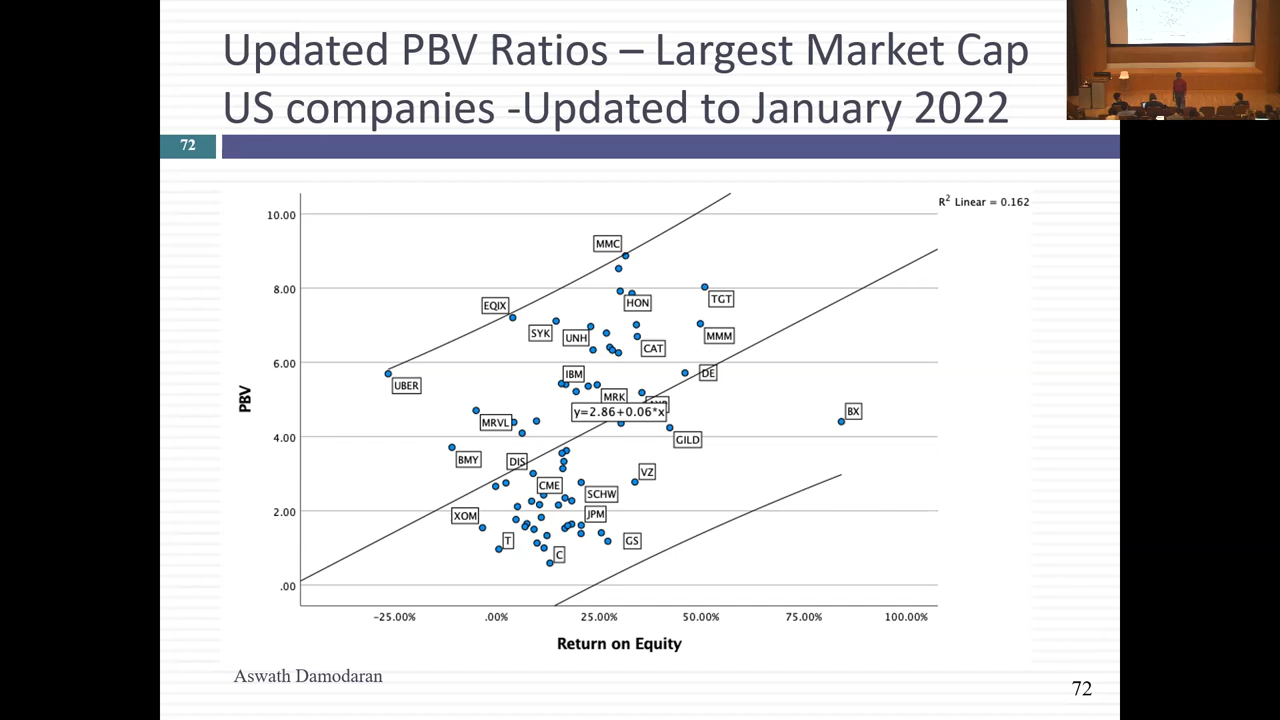 Updated PBV Ratios – Largest Market Cap
US companies -Updated to January 2022
72
R² Linear = 0.162
10.00
MMC
8.00
HON
TGT
EQIX
SYK
UNH
CAT
MMM
6.00
IBM
DE
UBER
MRK
PBV
y=2.86+0.06*x
BX
MRVL
4.00
GILD
BMY
DIS
VZ
CME
SCHW
2.00
XOM
JPM
T
C
GS
.00
-25.00% .00% 25.00% 50.00% 75.00% 100.00%
Return on Equity
Aswath Damodaran
72